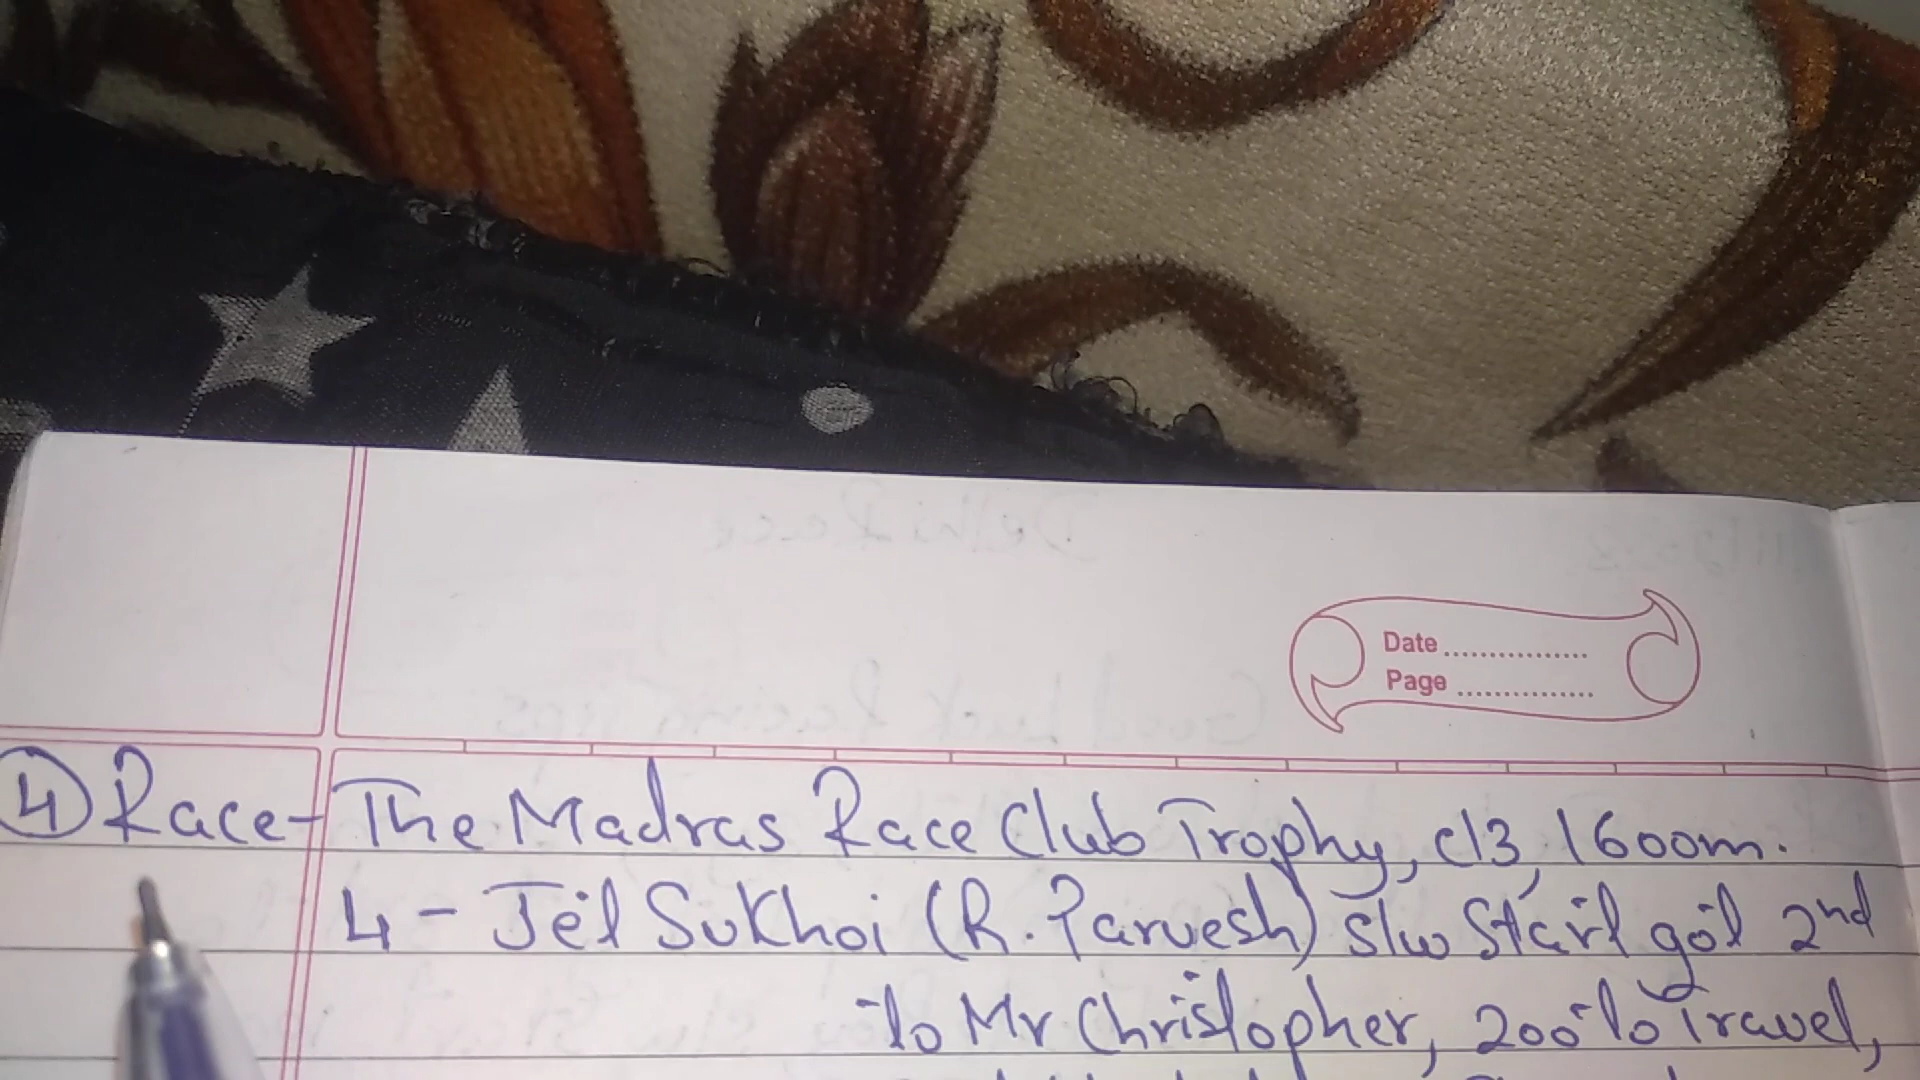 Date ................
Page ...............
4 Race - The Madras Race Club Trophy, cl3, 1600m.
4 - Jet Sukhoi (R. Parvesh) slw Start got 2nd
to Mr Christopher, 200 to Travel,